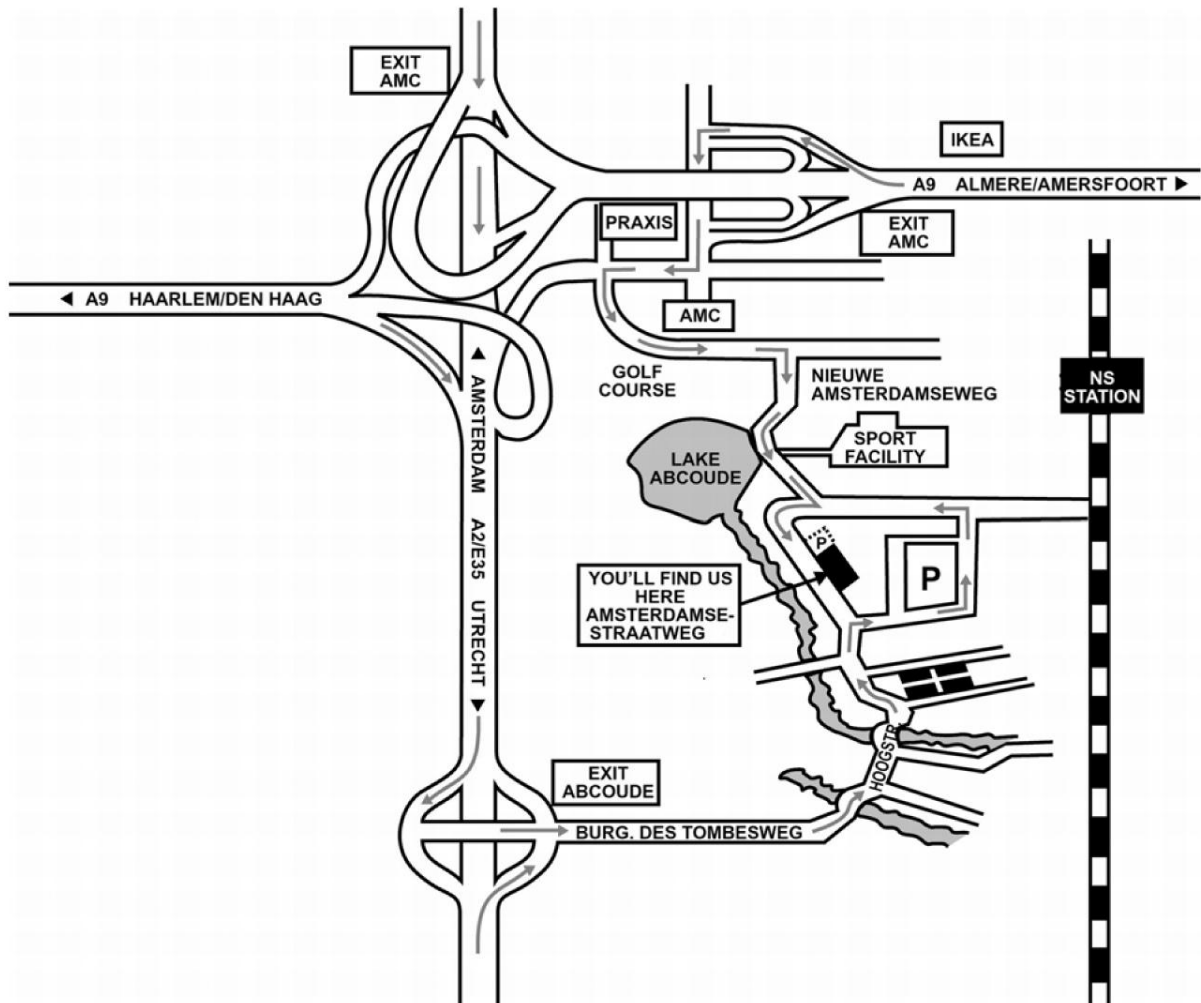 EXIT
AMC
IKEA
A9 ALMERE/AMERSFOORT
PRAXIS
EXIT
AMC
A9 HAARLEM/DEN HAAG
AMC
GOLF
COURSE
NIEUWE
AMSTERDAMSEWEG
NS
STATION
SPORT
FACILITY
LAKE
ABCOUDE
AMSTERDAM A2/E35 UTRECHT
P
P
YOU'LL FIND US
HERE
AMSTERDAMSE-
STRAATWEG
HOOGSTR.
EXIT
ABCOUDE
BURG. DES TOMBESWEG